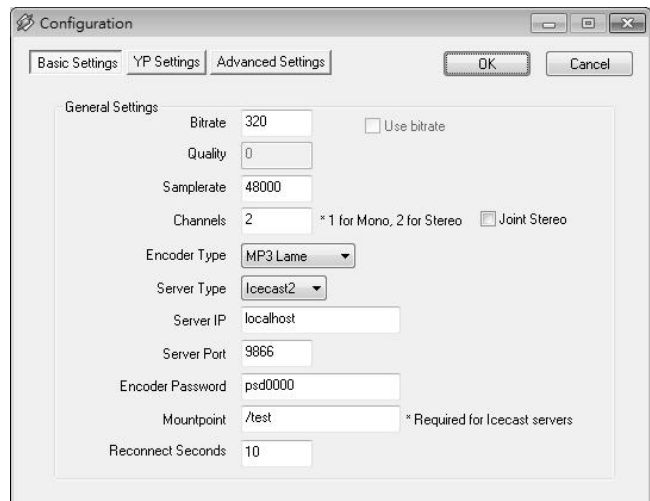 Configuration
Basic Settings YP Settings Advanced Settings OK Cancel
General Settings
Bitrate 320 Use bitrate
Quality 0
Samplerate 48000
Channels 2 * 1 for Mono, 2 for Stereo Joint Stereo
Encoder Type MP3 Lame
Server Type Icecast2
Server IP localhost
Server Port 9866
Encoder Password psd0000
Mountpoint /test * Required for Icecast servers
Reconnect Seconds 10